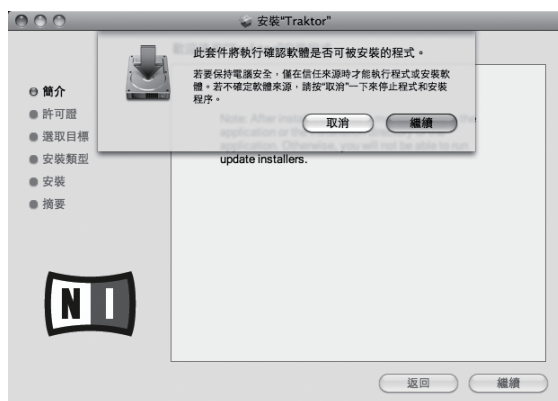 安裝“Traktor”
此套件將執行確認軟體是否可被安裝的程式。
若要保持電腦安全，僅在信任來源時才能執行程式或安裝軟
體。若不確定軟體來源，請按“取消”一下來停止程式和安裝
程序。
取消
繼續
簡介
許可證
選取目標
安裝類型
安裝
摘要
Note: After
the
application or the
application. Otherwise, you will not be able to run
update installers.
NI
返回
繼續